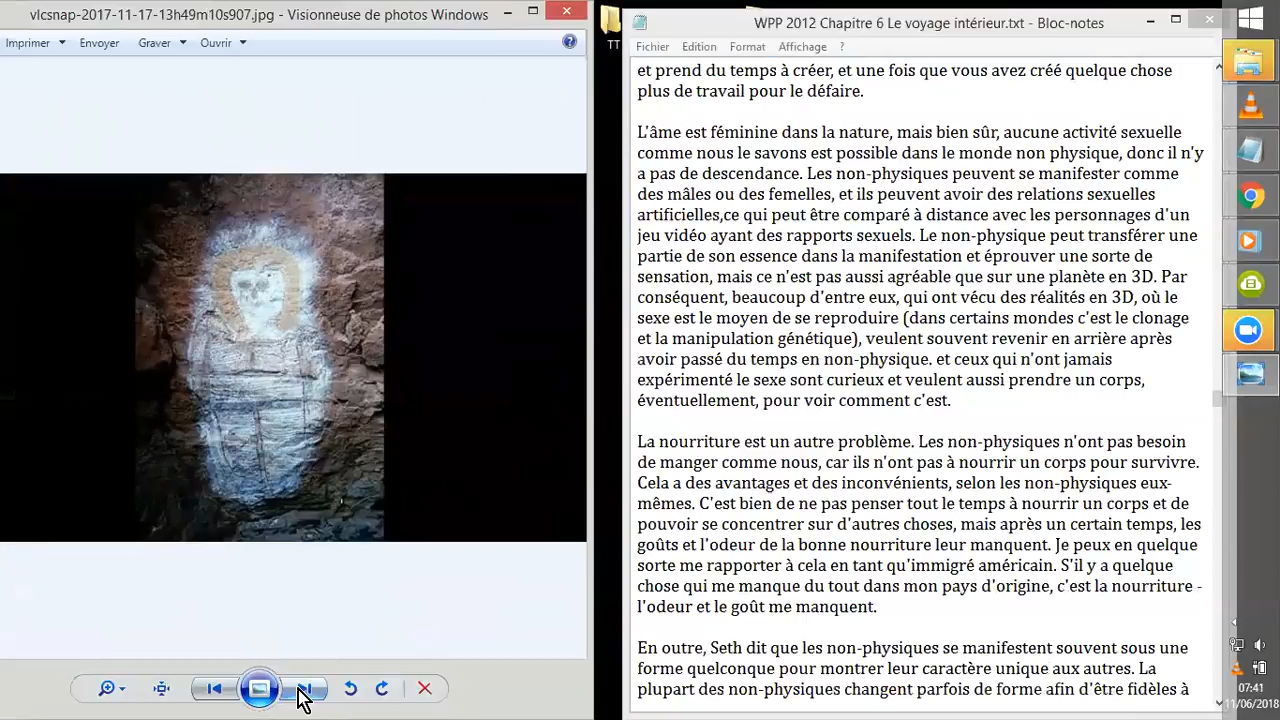 vlcsnap-2017-11-17-13h49m10s907.jpg - Visionneuse de photos Windows
Imprimer Envoyer Graver Ouvrir
TT
WPP 2012 Chapitre 6 Le voyage intérieur.txt - Bloc-notes
Fichier Edition Format Affichage ?
et prend du temps à créer, et une fois que vous avez créé quelque chose
plus de travail pour le défaire.
L'âme est féminine dans la nature, mais bien sûr, aucune activité sexuelle
comme nous le savons est possible dans le monde non physique, donc il n'y
a pas de descendance. Les non-physiques peuvent se manifester comme
des mâles ou des femelles, et ils peuvent avoir des relations sexuelles
artificielles,ce qui peut être comparé à distance avec les personnages d'un
jeu vidéo ayant des rapports sexuels. Le non-physique peut transférer une
partie de son essence dans la manifestation et éprouver une sorte de
sensation, mais ce n'est pas aussi agréable que sur une planète en 3D. Par
conséquent, beaucoup d'entre eux, qui ont vécu des réalités en 3D, où le
sexe est le moyen de se reproduire (dans certains mondes c'est le clonage
et la manipulation génétique), veulent souvent revenir en arrière après
avoir passé du temps en non-physique. et ceux qui n'ont jamais
expérimenté le sexe sont curieux et veulent aussi prendre un corps,
éventuellement, pour voir comment c'est.
La nourriture est un autre problème. Les non-physiques n'ont pas besoin
de manger comme nous, car ils n'ont pas à nourrir un corps pour survivre.
Cela a des avantages et des inconvénients, selon les non-physiques eux-
mêmes. C'est bien de ne pas penser tout le temps à nourrir un corps et de
pouvoir se concentrer sur d'autres choses, mais après un certain temps, les
goûts et l'odeur de la bonne nourriture leur manquent. Je peux en quelque
sorte me rapporter à cela en tant qu'immigré américain. S'il y a quelque
chose qui me manque du tout dans mon pays d'origine, c'est la nourriture -
l'odeur et le goût me manquent.
En outre, Seth dit que les non-physiques se manifestent souvent sous une
forme quelconque pour montrer leur caractère unique aux autres. La
plupart des non-physiques changent parfois de forme afin d'être fidèles à
07:41
11/06/2018